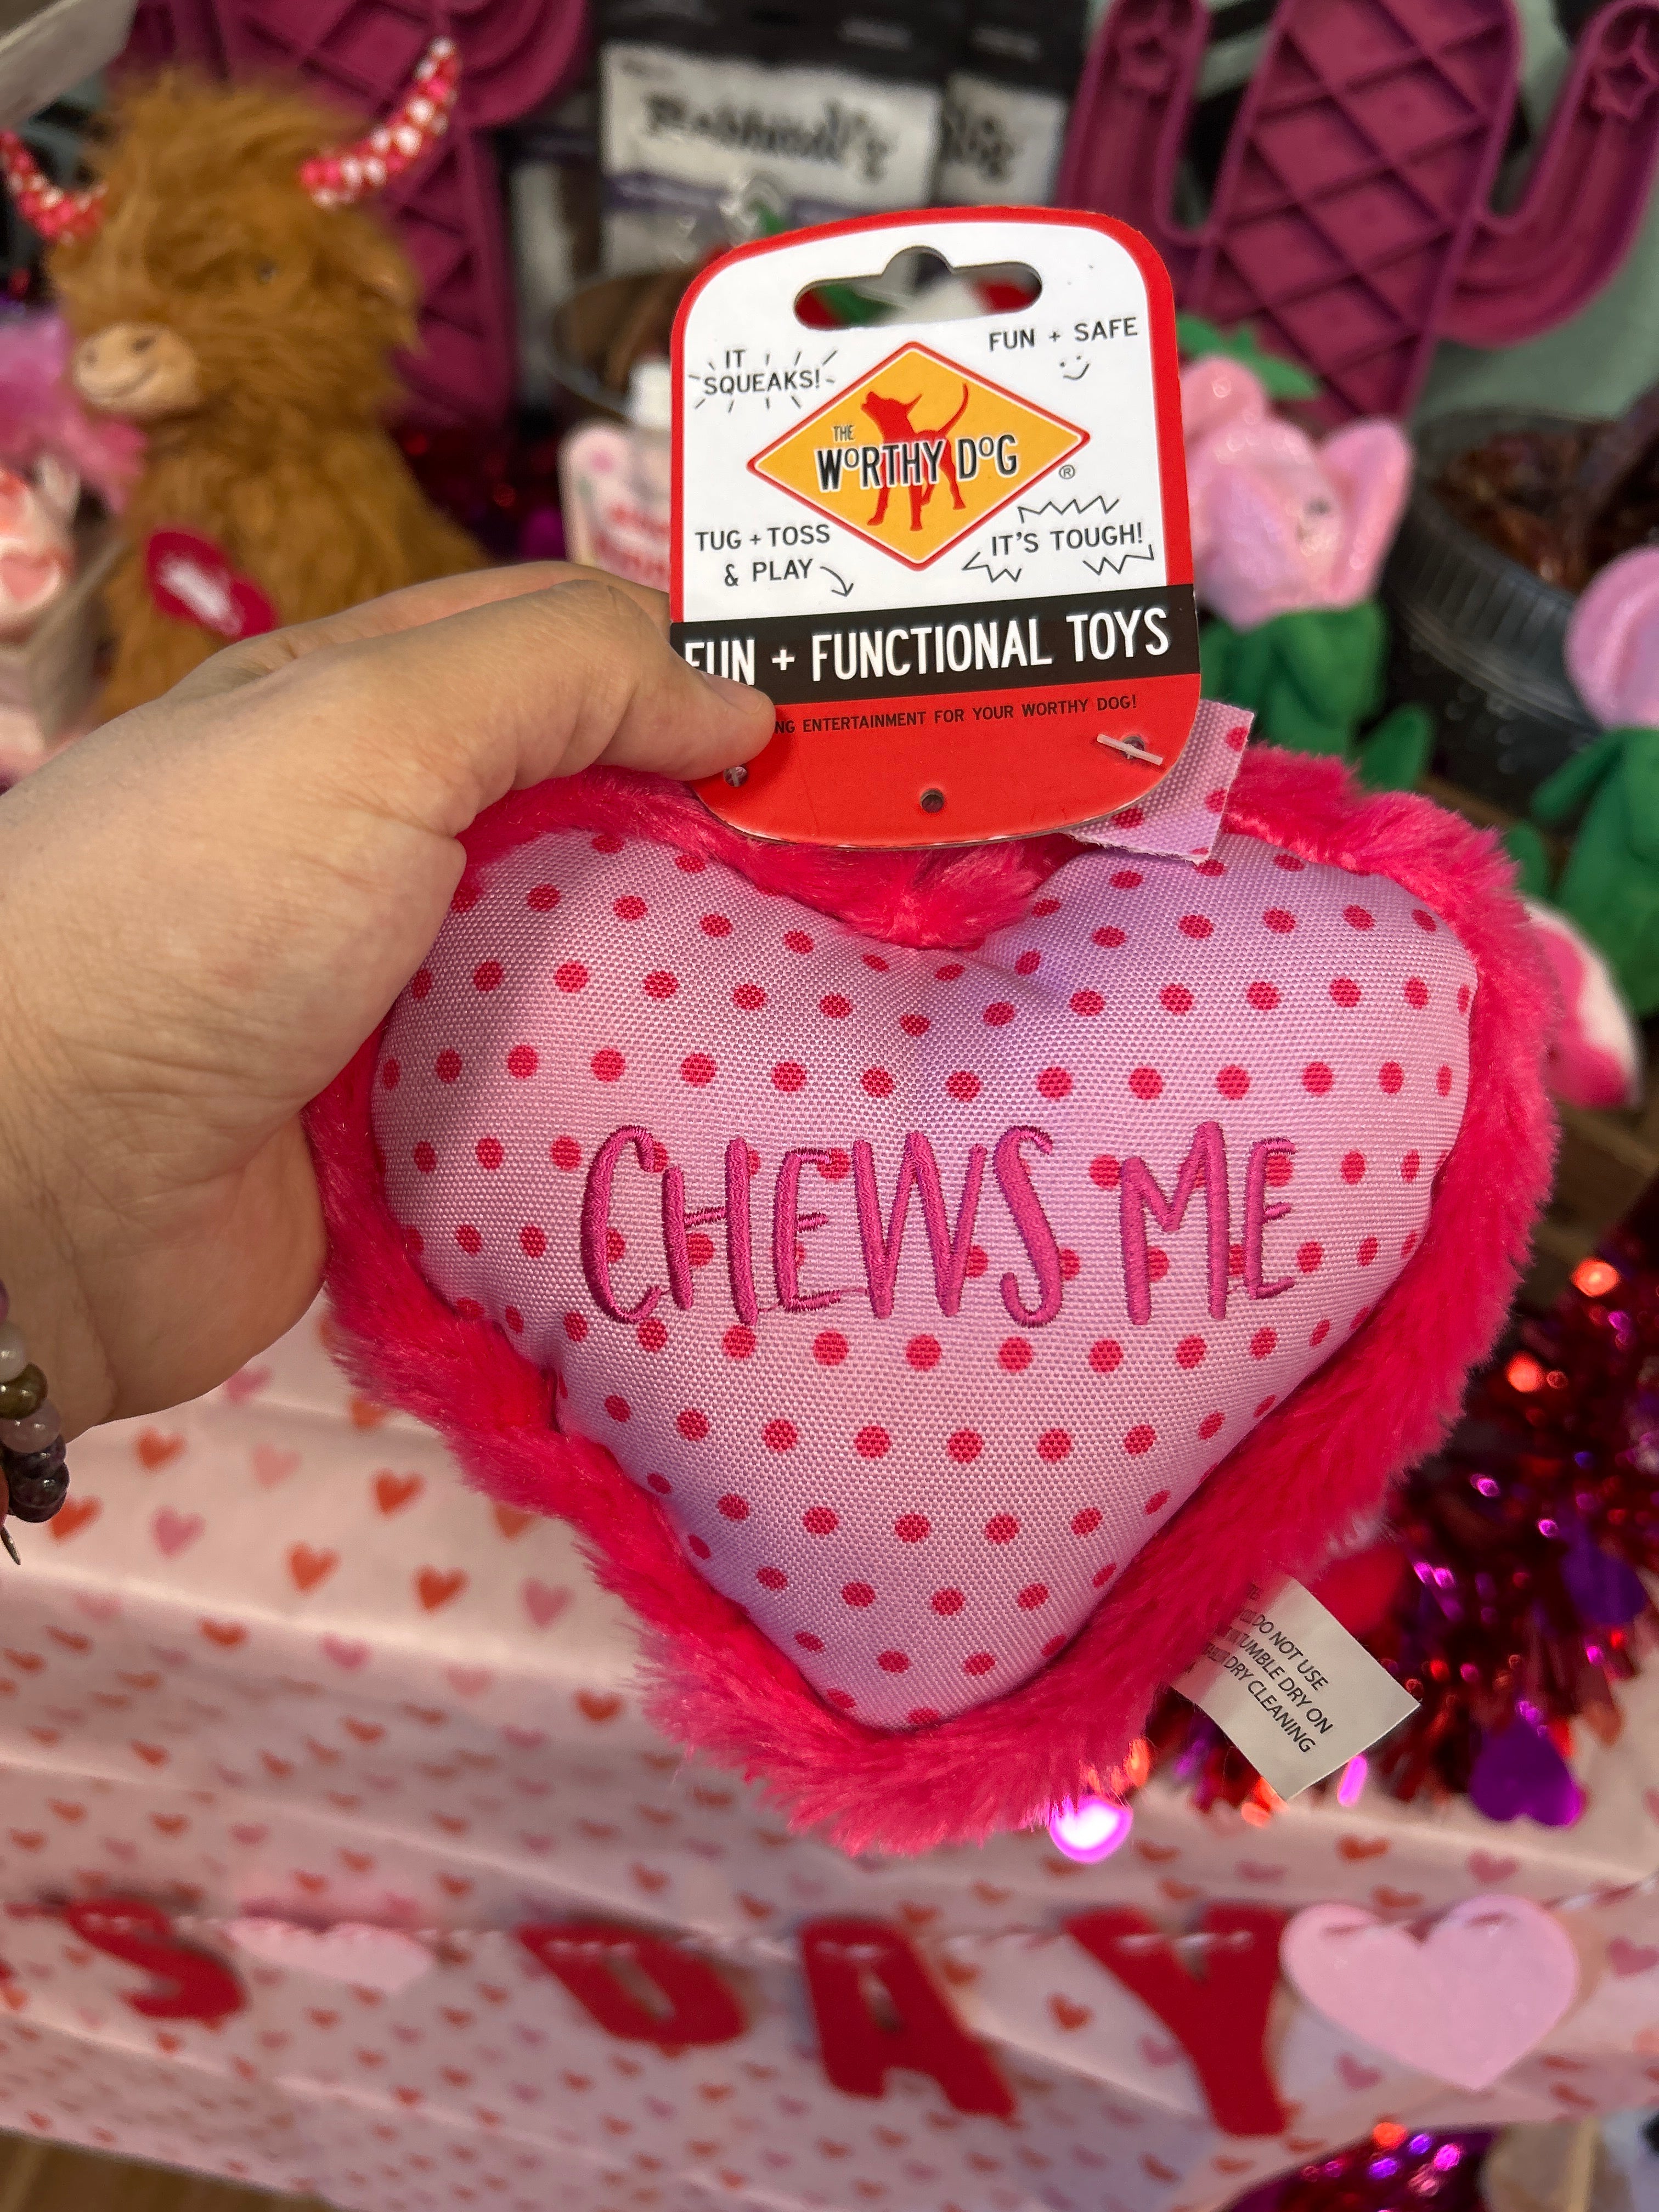 IT
SQUEAKS!
FUN + SAFE
THE
WORTHY DOG
®
TUG + TOSS
& PLAY
IT'S TOUGH!
FUN + FUNCTIONAL TOYS
ENTERTAINMENT FOR YOUR WORTHY DOG!
CHEWS ME
DO NOT USE
TUMBLE DRY ON
DRY CLEANING
S DAY